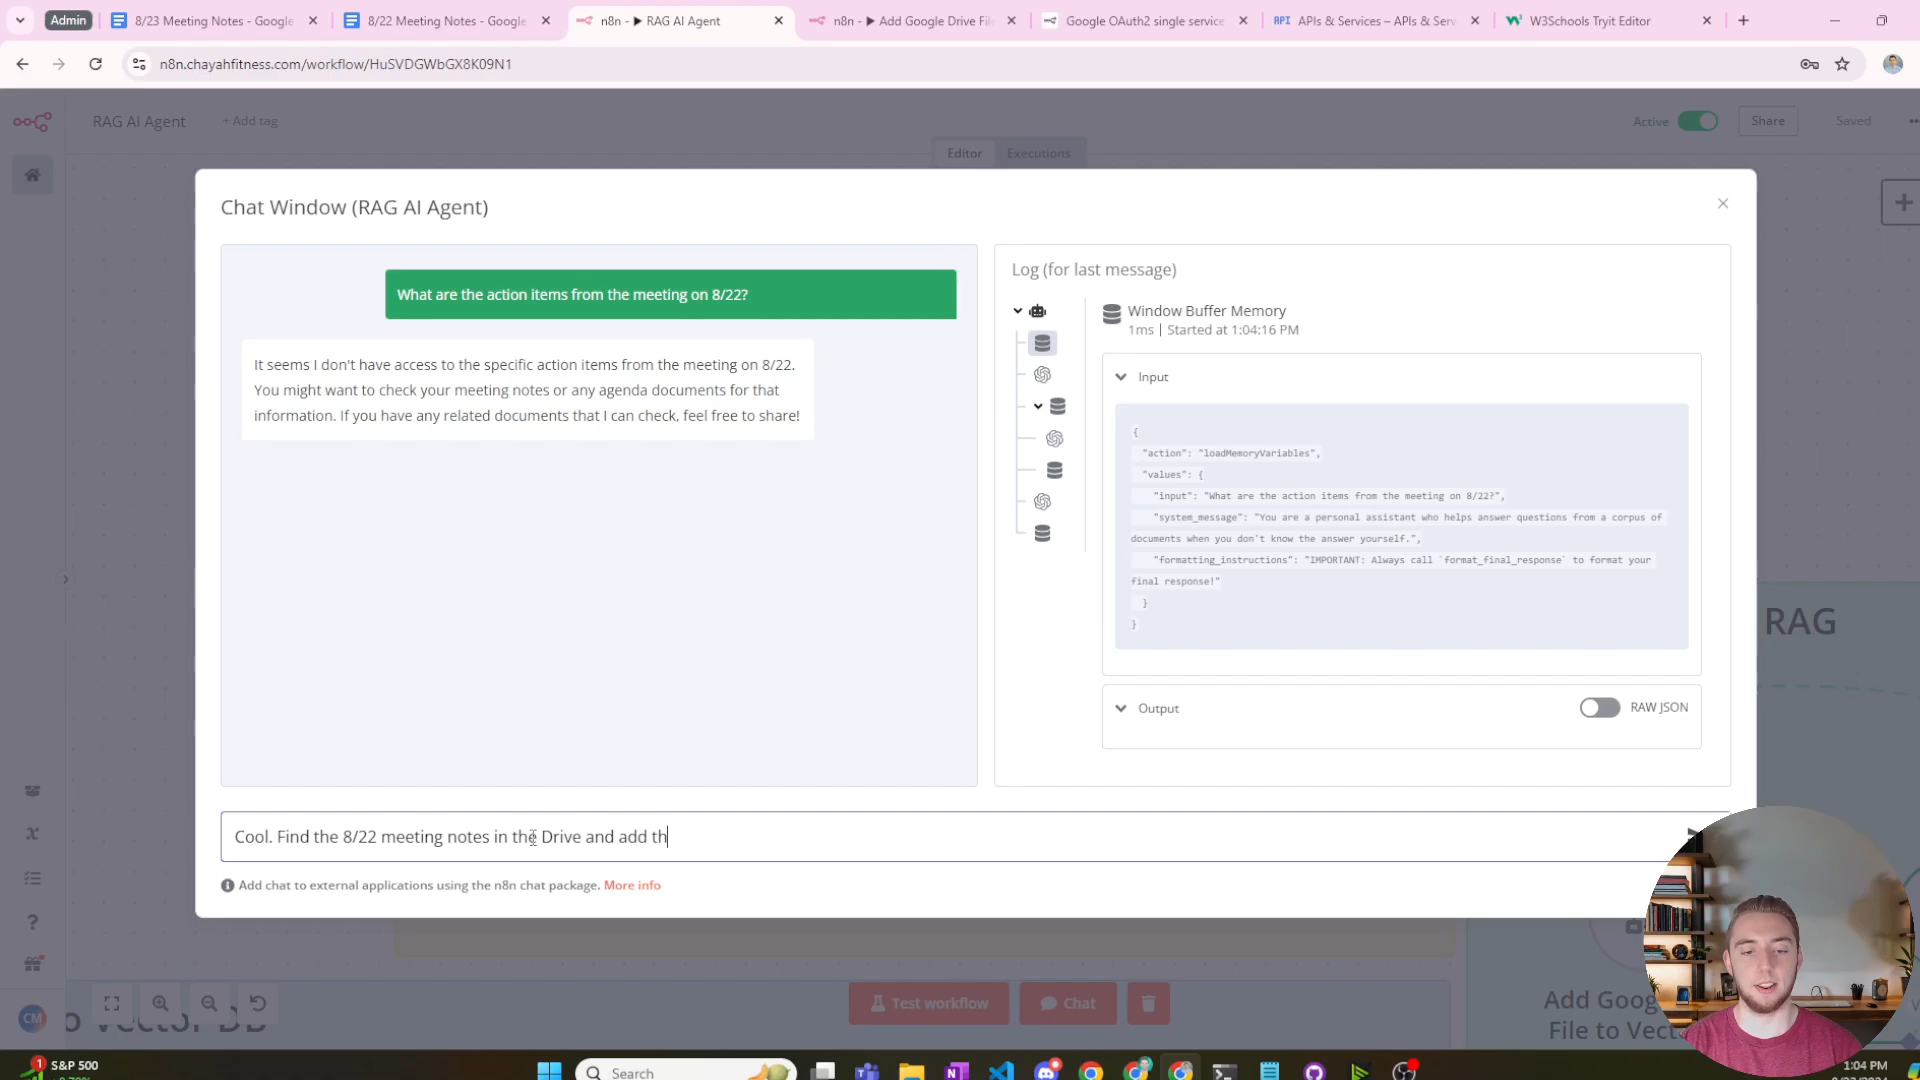 Admin
8/23 Meeting Notes - Google
8/22 Meeting Notes - Google
n8n - ▶ RAG AI Agent
n8n - ▶ Add Google Drive File
Google OAuth2 single service
API APIs & Services – APIs & Serv
W3Schools Tryit Editor
n8n.chayahfitness.com/workflow/HuSVDGWbGX8K09N1
RAG AI Agent
+ Add tag
Active
Share
Saved
Editor
Executions
Chat Window (RAG AI Agent)
What are the action items from the meeting on 8/22?
It seems I don't have access to the specific action items from the meeting on 8/22.
You might want to check your meeting notes or any agenda documents for that
information. If you have any related documents that I can check, feel free to share!
Log (for last message)
Window Buffer Memory
1ms | Started at 1:04:16 PM
Input
{
"action": "loadMemoryVariables",
"values": {
"input": "What are the action items from the meeting on 8/22?",
"system_message": "You are a personal assistant who helps answer questions from a corpus of
documents when you don't know the answer yourself.",
"formatting_instructions": "IMPORTANT: Always call `format_final_response` to format your
final response!"
}
}
Output
RAW JSON
Cool. Find the 8/22 meeting notes in the Drive and add th
Add chat to external applications using the n8n chat package. More info
RAG
Test workflow
Chat
CM
o Vector DB
Add Goog
File to Vect
1
S&P 500
Search
1:04 PM